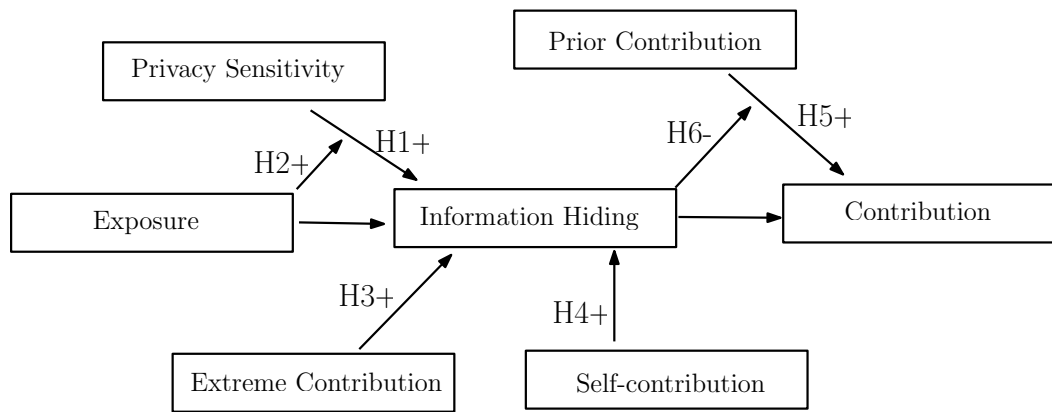 Prior Contribution
Privacy Sensitivity
H5+
H6-
H1+
H2+
Exposure
Information Hiding
Contribution
H3+
H4+
Extreme Contribution
Self-contribution